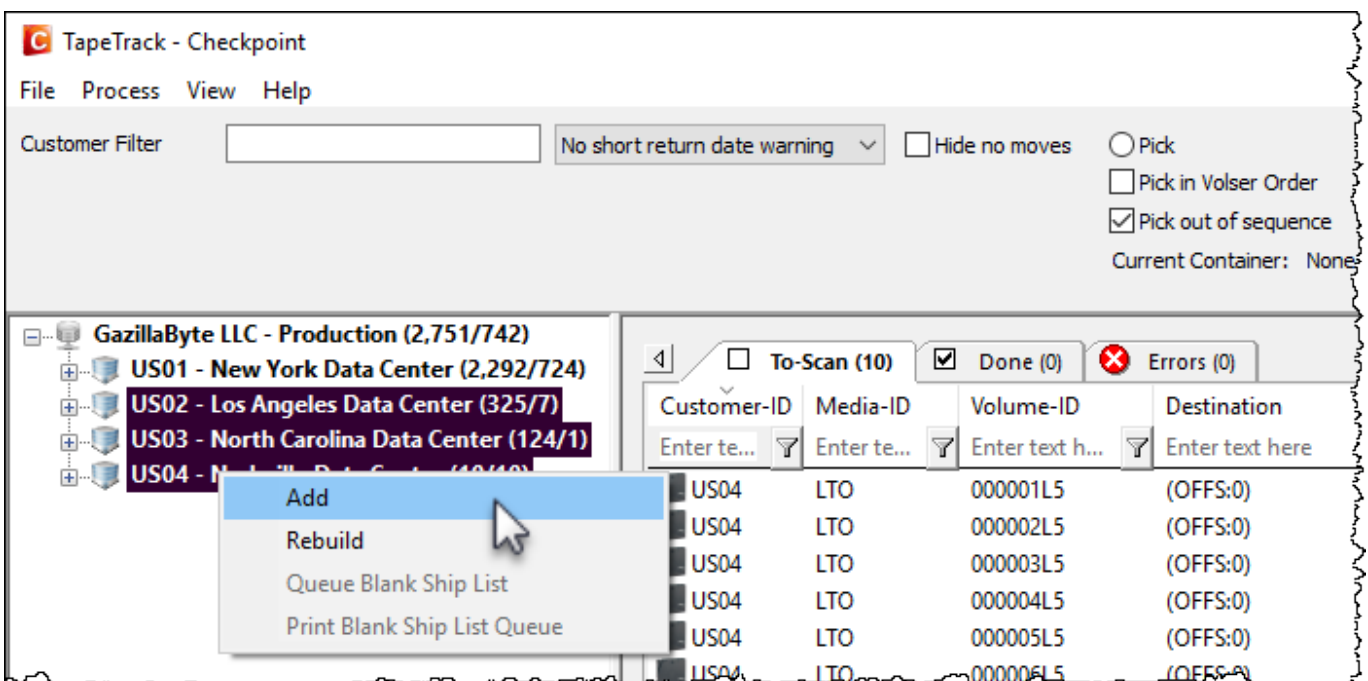 TapeTrack - Checkpoint
File Process View Help
Customer Filter No short return date warning Hide no moves Pick
Pick in Volser Order
Pick out of sequence
Current Container: None
GazillaByte LLC - Production (2,751/742)
US01 - New York Data Center (2,292/724)
US02 - Los Angeles Data Center (325/7)
US03 - North Carolina Data Center (124/1)
US04 -
Add
Rebuild
Queue Blank Ship List
Print Blank Ship List Queue
To-Scan (10) Done (0) Errors (0)
Customer-ID Media-ID Volume-ID Destination
Enter te... Enter te... Enter text h... Enter text here
US04 LTO 000001L5 (OFFS:0)
US04 LTO 000002L5 (OFFS:0)
US04 LTO 000003L5 (OFFS:0)
US04 LTO 000004L5 (OFFS:0)
US04 LTO 000005L5 (OFFS:0)
US04 LTO 000006L5 (OFFS:0)